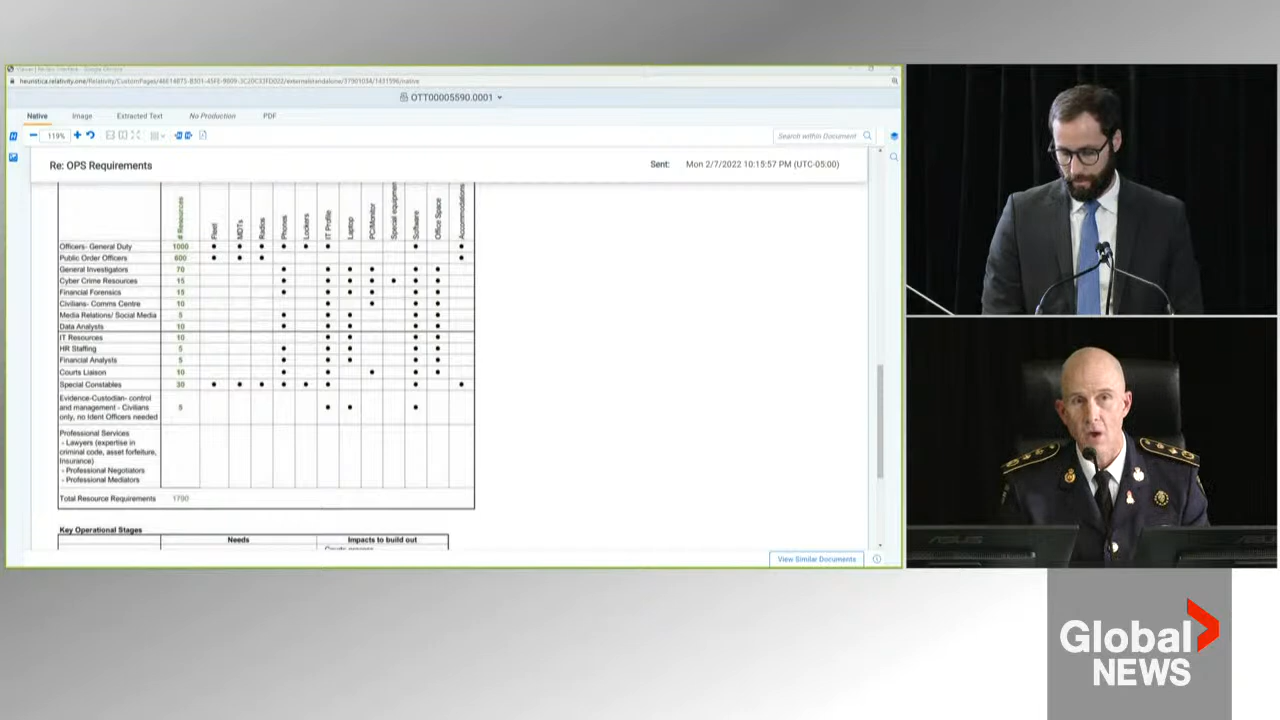 OTT00005590.0001
Native Image Extracted Text No Production PDF
119%
Search within Document
Re: OPS Requirements
Sent: Mon 2/7/2022 10:15:57 PM (UTC-05:00)
# Resources Fleet MDTs Radios Phones Lockers IT Profile Laptop PC/Monitor Special equipmen Software Office Space Accommodations
Officers- General Duty 1000 • • • • • • • •
Public Order Officers 600 • • • •
General Investigators 70 • • • • • •
Cyber Crime Resources 15 • • • • • • •
Financial Forensics 15 • • • • • •
Civilians- Comms Centre 10 • • • •
Media Relations/ Social Media 5 • • • • •
Data Analysts 10 • • • • •
IT Resources 10 • • • •
HR Staffing 5 • • • • •
Financial Analysts 5 • • • • •
Courts Liaison 10 • • • • •
Special Constables 30 • • • • • • • •
Evidence-Custodian- control
and management - Civilians
only, no Ident Officers needed 5 • • •
Professional Services
- Lawyers (expertise in
criminal code, asset forfeiture,
Insurance)
- Professional Negotiators
- Professional Mediators
Total Resource Requirements 1790
Key Operational Stages
Needs Impacts to build out
View Similar Documents
ASUS
Global
NEWS